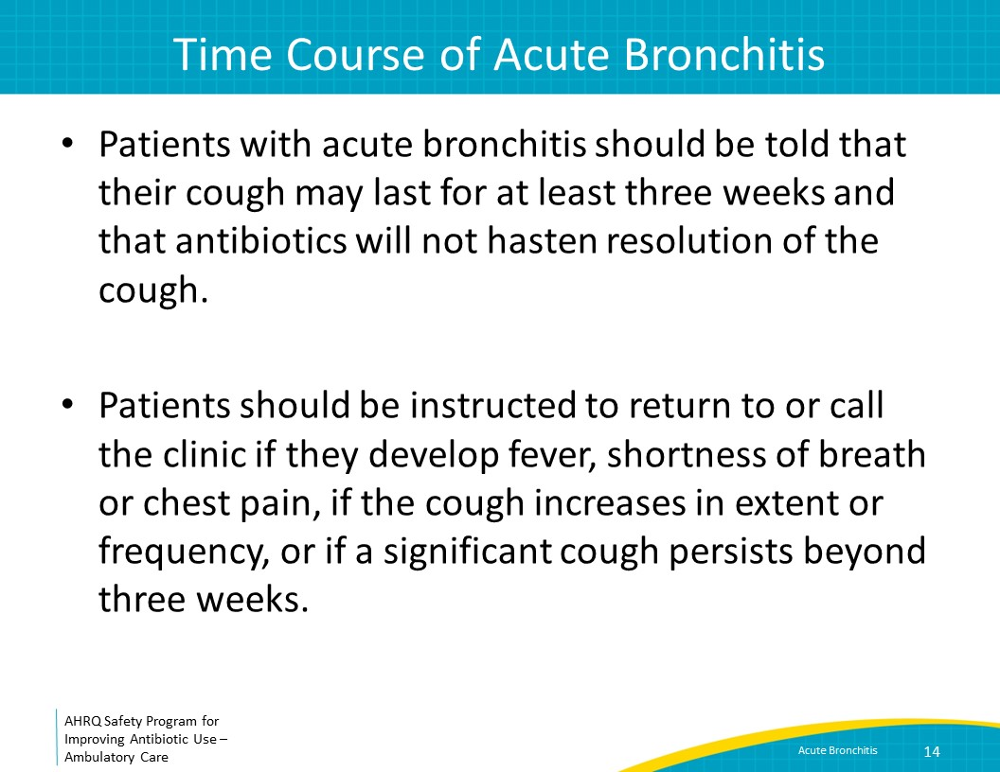 Time Course of Acute Bronchitis
• Patients with acute bronchitis should be told that
their cough may last for at least three weeks and
that antibiotics will not hasten resolution of the
cough.
• Patients should be instructed to return to or call
the clinic if they develop fever, shortness of breath
or chest pain, if the cough increases in extent or
frequency, or if a significant cough persists beyond
three weeks.
AHRQ Safety Program for
Improving Antibiotic Use –
Ambulatory Care
Acute Bronchitis
14